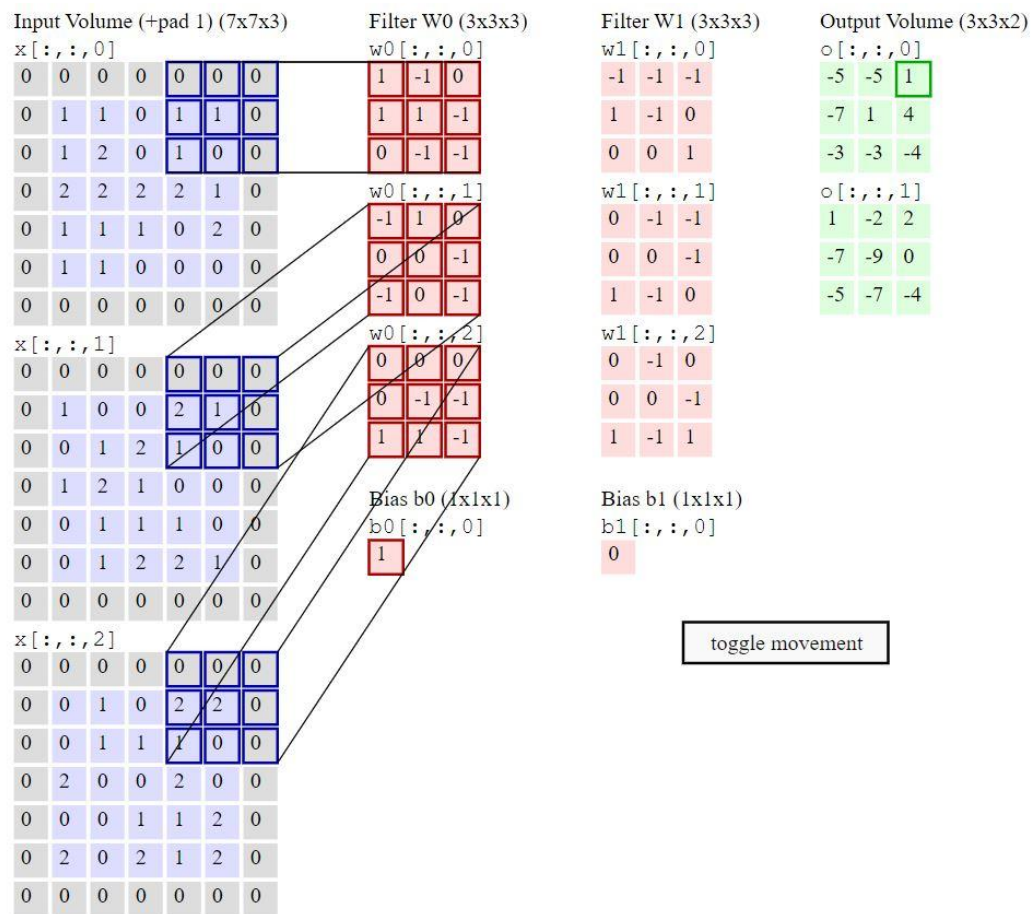 Input Volume (+pad 1) (7x7x3)
x[:,:,0]
0 0 0 0 0 0 0
0 1 1 0 1 1 0
0 1 2 0 1 0 0
0 2 2 2 2 1 0
0 1 1 1 0 2 0
0 1 1 0 0 0 0
0 0 0 0 0 0 0
x[:,:,1]
0 0 0 0 0 0 0
0 1 0 0 2 1 0
0 0 1 2 1 0 0
0 1 2 1 0 0 0
0 0 1 1 1 0 0
0 0 1 2 2 1 0
0 0 0 0 0 0 0
x[:,:,2]
0 0 0 0 0 0 0
0 0 1 0 2 2 0
0 0 1 1 1 0 0
0 2 0 0 2 0 0
0 0 0 1 1 2 0
0 2 0 2 1 2 0
0 0 0 0 0 0 0
Filter W0 (3x3x3)
w0[:,:,0]
1 -1 0
1 1 -1
0 -1 -1
w0[:,:,1]
-1 1 0
0 0 -1
-1 0 -1
w0[:,:,2]
0 0 0
0 -1 -1
1 1 -1
Bias b0 (1x1x1)
b0[:,:,0]
1
Filter W1 (3x3x3)
w1[:,:,0]
-1 -1 -1
1 -1 0
0 0 1
w1[:,:,1]
0 -1 -1
0 0 -1
1 -1 0
w1[:,:,2]
0 -1 0
0 0 -1
1 -1 1
Bias b1 (1x1x1)
b1[:,:,0]
0
Output Volume (3x3x2)
o[:,:,0]
-5 -5 1
-7 1 4
-3 -3 -4
o[:,:,1]
1 -2 2
-7 -9 0
-5 -7 -4
toggle movement